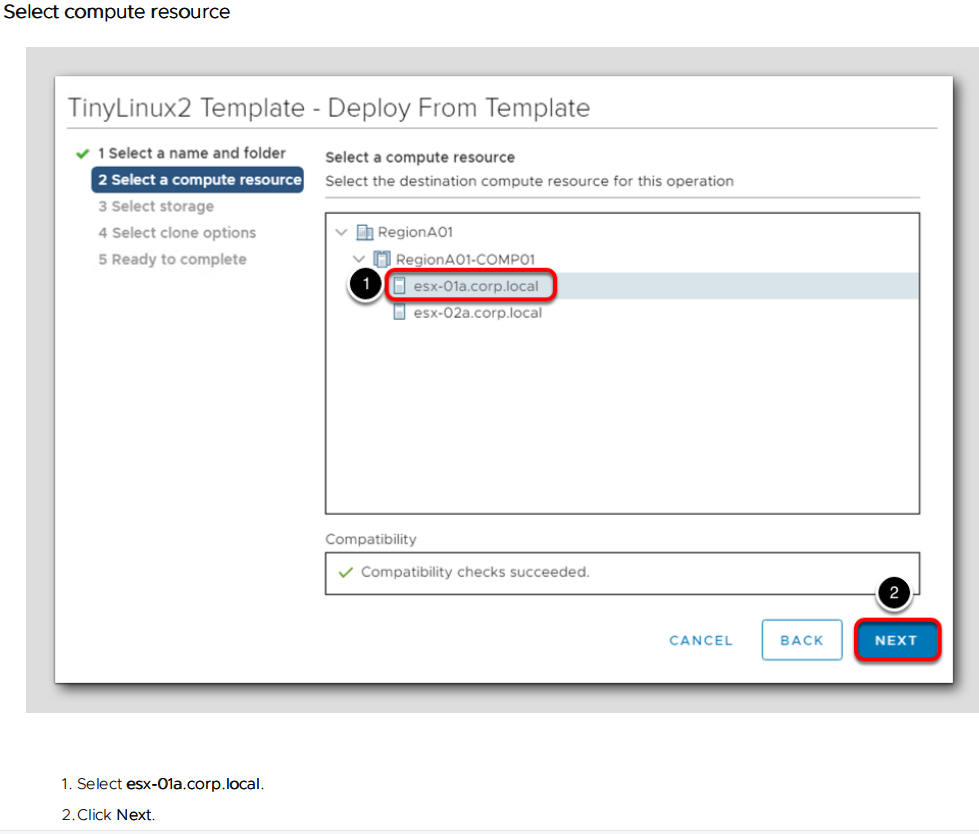 Select compute resource
TinyLinux2 Template - Deploy From Template
1 Select a name and folder
2 Select a compute resource
3 Select storage
4 Select clone options
5 Ready to complete
Select a compute resource
Select the destination compute resource for this operation
RegionA01
RegionA01-COMP01
1
esx-01a.corp.local
esx-02a.corp.local
Compatibility
Compatibility checks succeeded.
2
CANCEL BACK NEXT
1. Select esx-01a.corp.local.
2. Click Next.